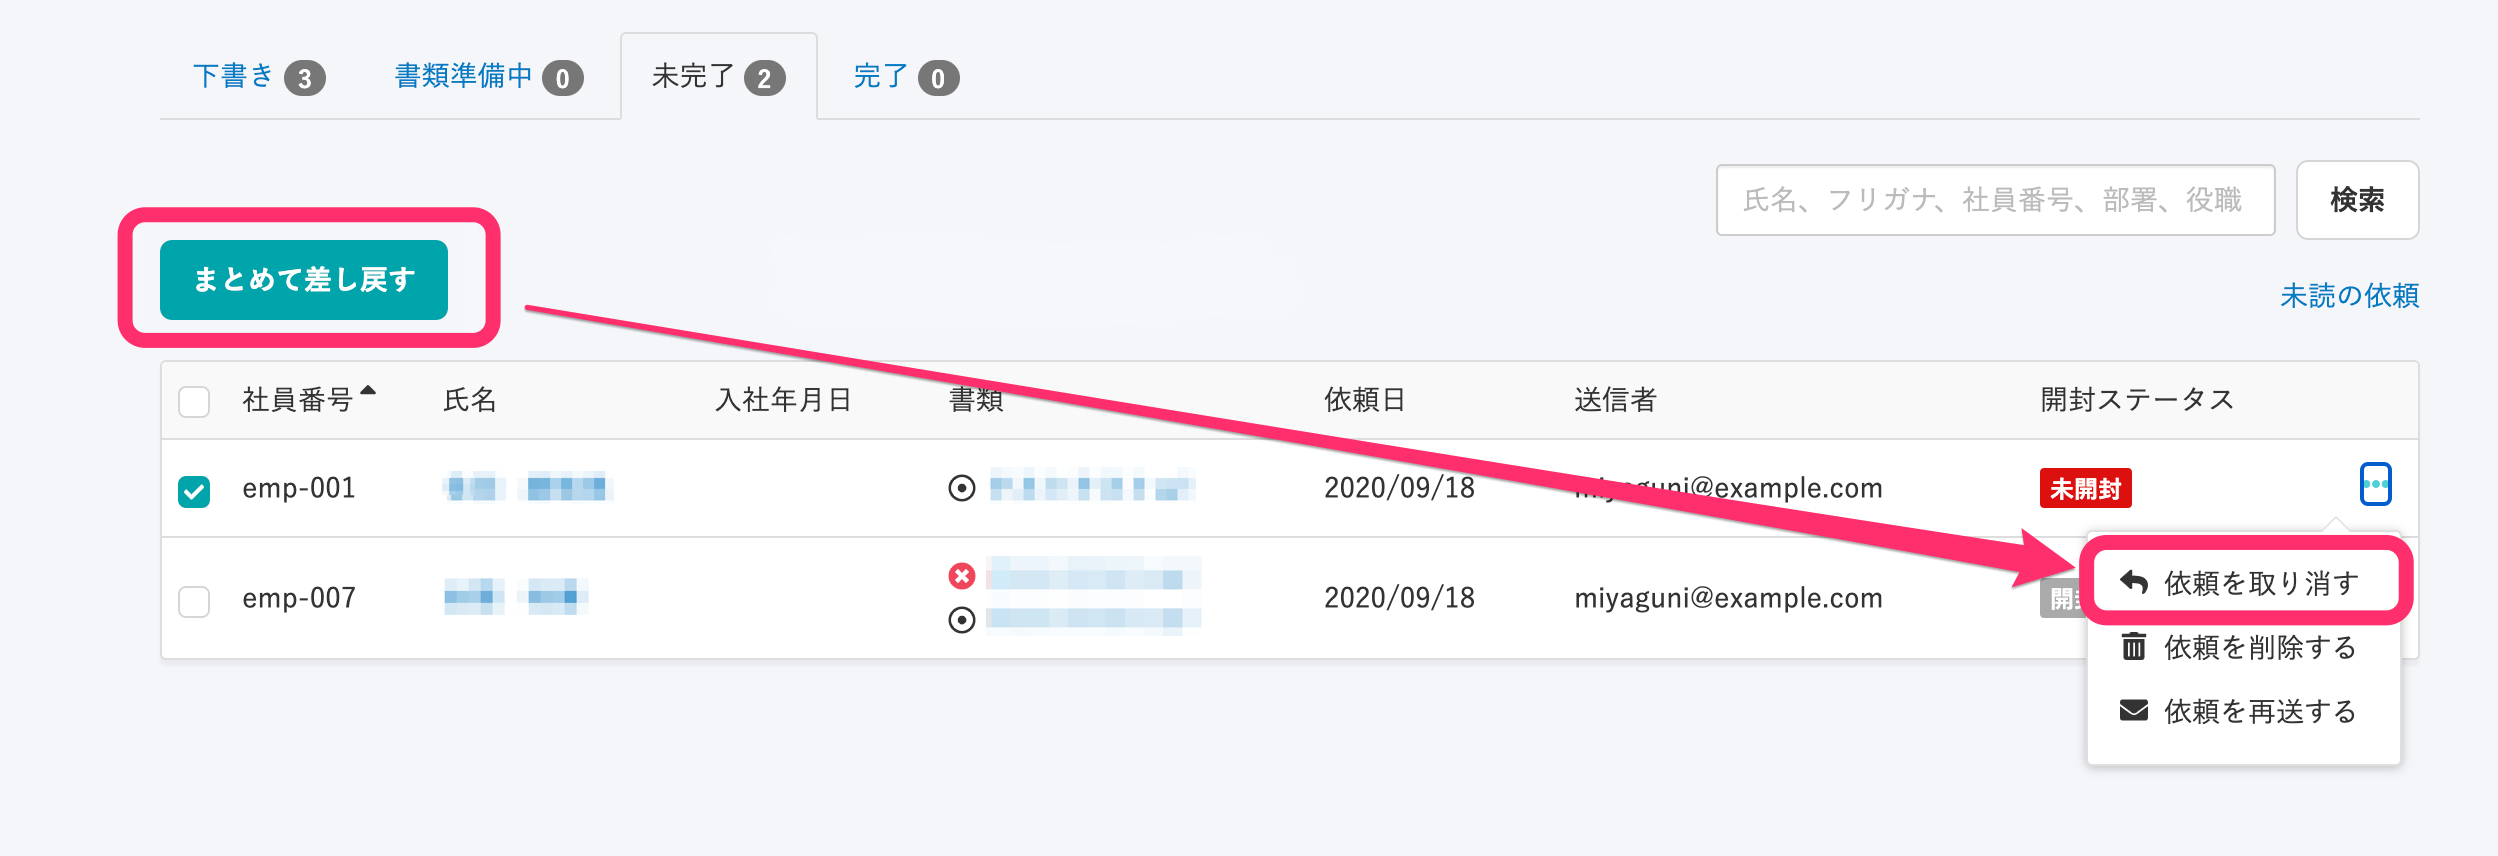 下書き 3 書類準備中 0 未完了 2 完了 0
氏名、フリガナ、社員番号、部署、役職 検索
まとめて差し戻す
未読の依頼
社員番号 氏名 入社年月日 書類 依頼日 送信者 開封ステータス
emp-001 2020/09/18 miyaguni@example.com 未開封
emp-007 2020/09/18 miyaguni@example.com 開
依頼を取り消す
依頼を削除する
依頼を再送する